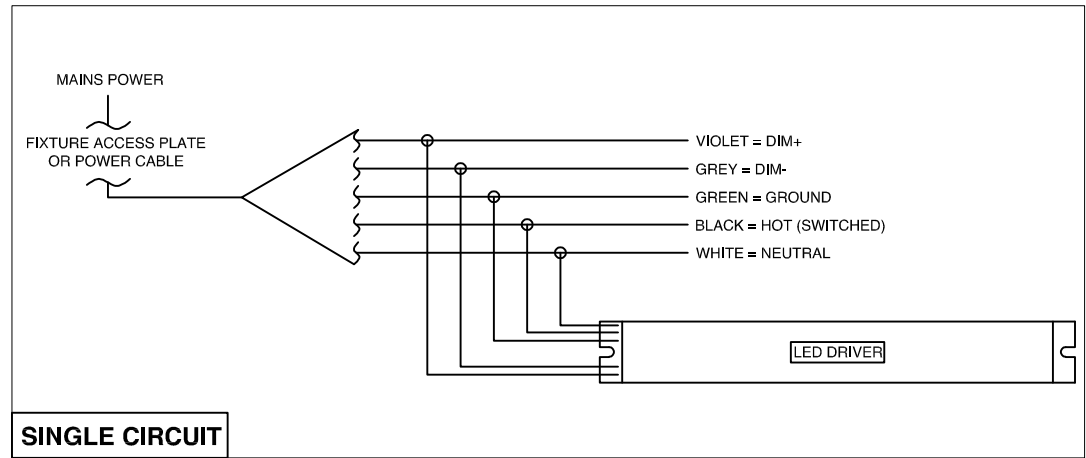 MAINS POWER
FIXTURE ACCESS PLATE
OR POWER CABLE
VIOLET = DIM+
GREY = DIM-
GREEN = GROUND
BLACK = HOT (SWITCHED)
WHITE = NEUTRAL
LED DRIVER
SINGLE CIRCUIT